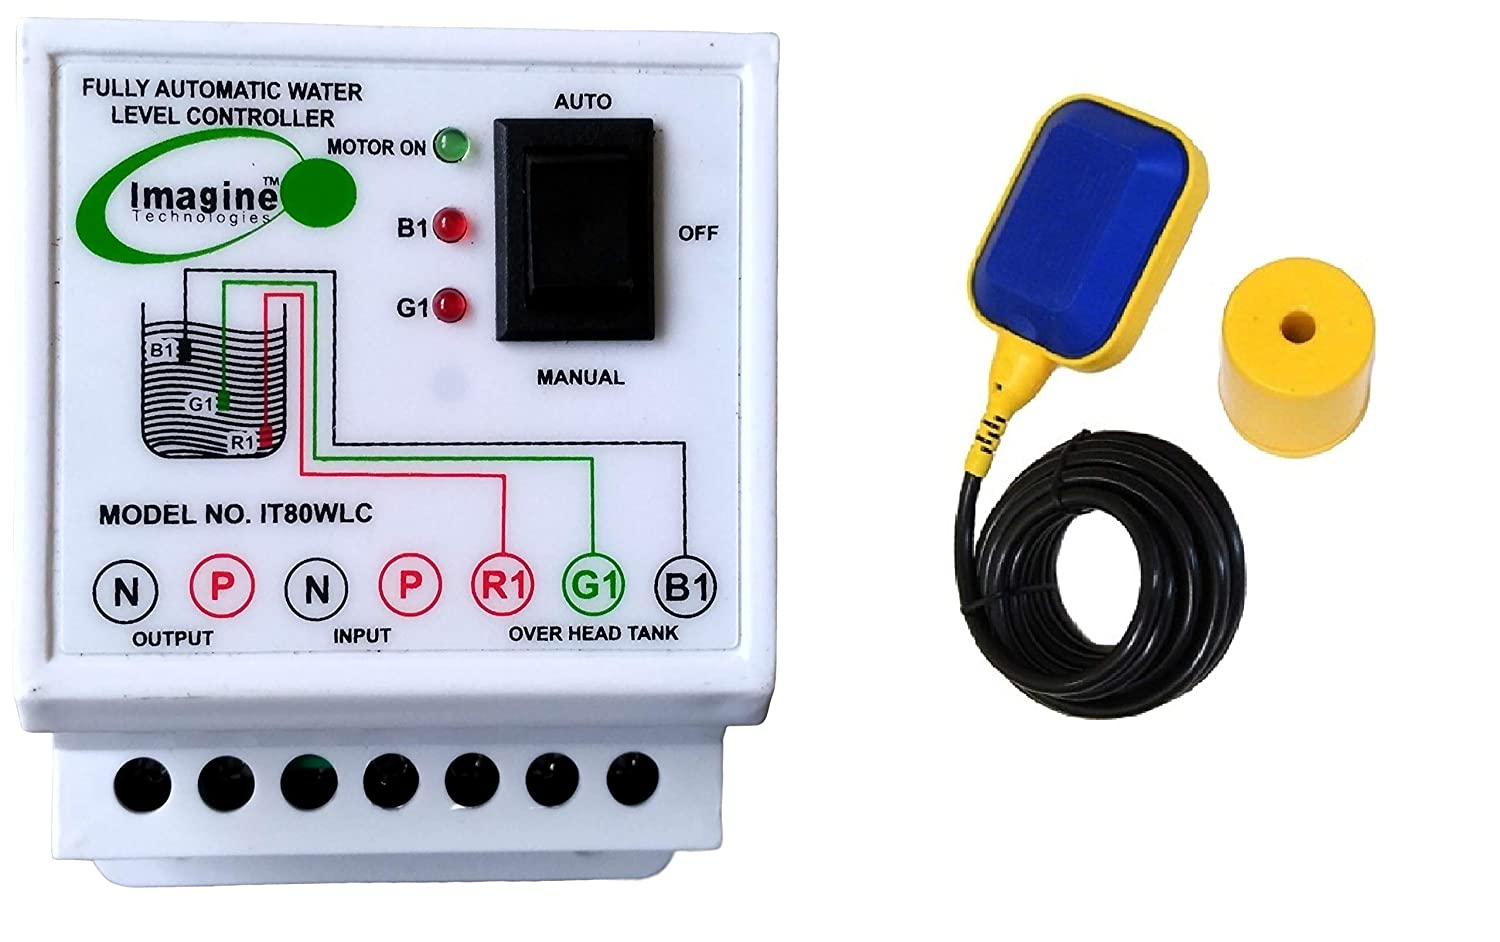 FULLY AUTOMATIC WATER
LEVEL CONTROLLER
Imagine™
Technologies
MOTOR ON
B1
G1
AUTO
OFF
MANUAL
B1
G1
R1
MODEL NO. IT80WLC
N P N P R1 G1 B1
OUTPUT INPUT OVER HEAD TANK